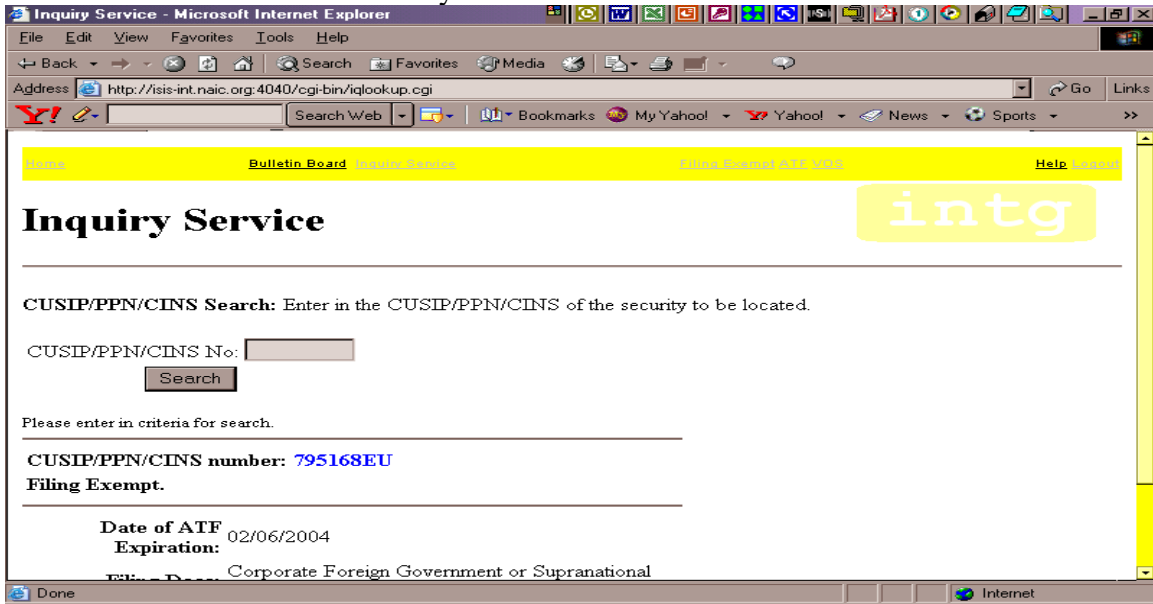 Inquiry Service - Microsoft Internet Explorer
File Edit View Favorites Tools Help
Back Search Favorites Media
Address http://isis-int.naic.org:4040/cgi-bin/iqlookup.cgi Go Links
Y! Search Web Bookmarks My Yahoo! Yahoo! News Sports >>
Home Bulletin Board Inquiry Service Filing Exempt ATF VOS Help Logout
intg
Inquiry Service
CUSIP/PPN/CINS Search: Enter in the CUSIP/PPN/CINS of the security to be located.
CUSIP/PPN/CINS No:
Search
Please enter in criteria for search.
CUSIP/PPN/CINS number: 795168EU
Filing Exempt.
Date of ATF Expiration: 02/06/2004
Corporate Foreign Government or Supranational
Done Internet